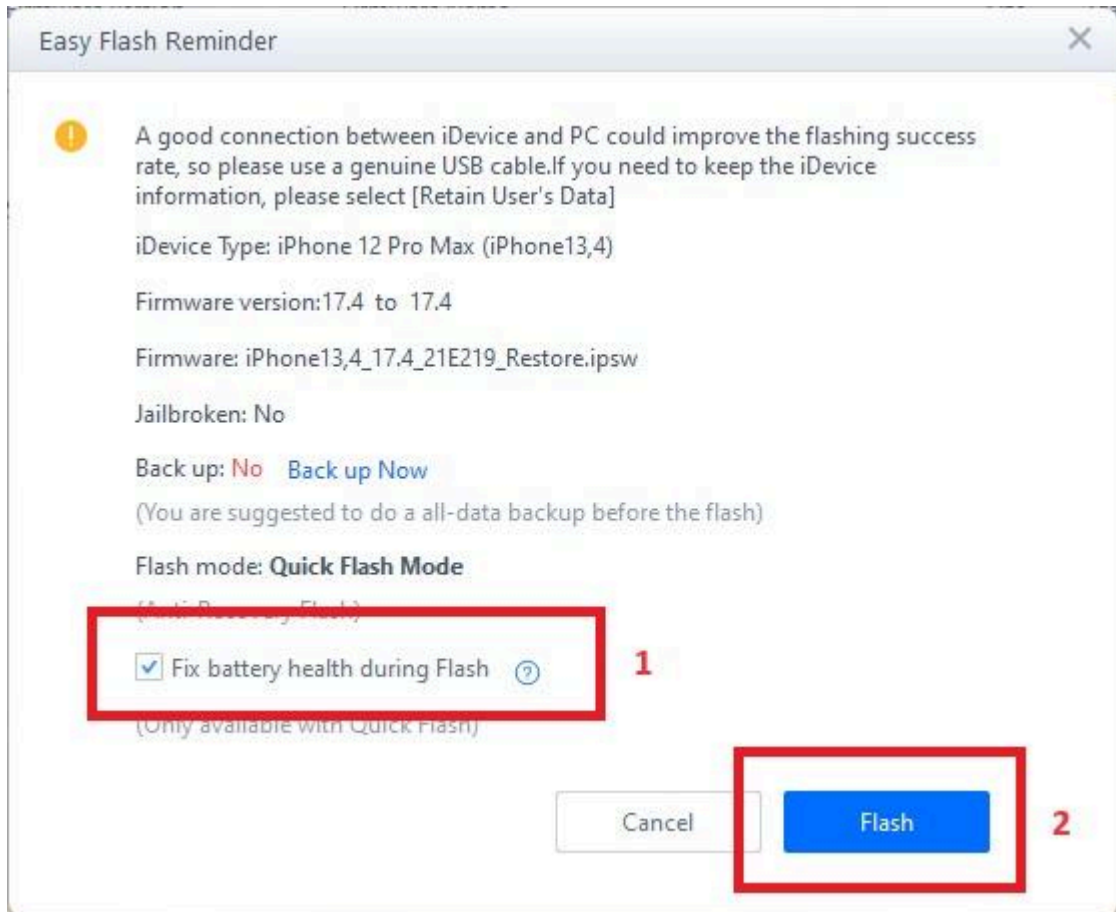 Easy Flash Reminder
A good connection between iDevice and PC could improve the flashing success
rate, so please use a genuine USB cable.If you need to keep the iDevice
information, please select [Retain User's Data]
iDevice Type: iPhone 12 Pro Max (iPhone13,4)
Firmware version:17.4 to 17.4
Firmware: iPhone13,4_17.4_21E219_Restore.ipsw
Jailbroken: No
Back up: No Back up Now
(You are suggested to do a all-data backup before the flash)
Flash mode: Quick Flash Mode
(Anti-Recovery Flash)
Fix battery health during Flash ? 1
(Only available with Quick Flash)
Cancel Flash 2